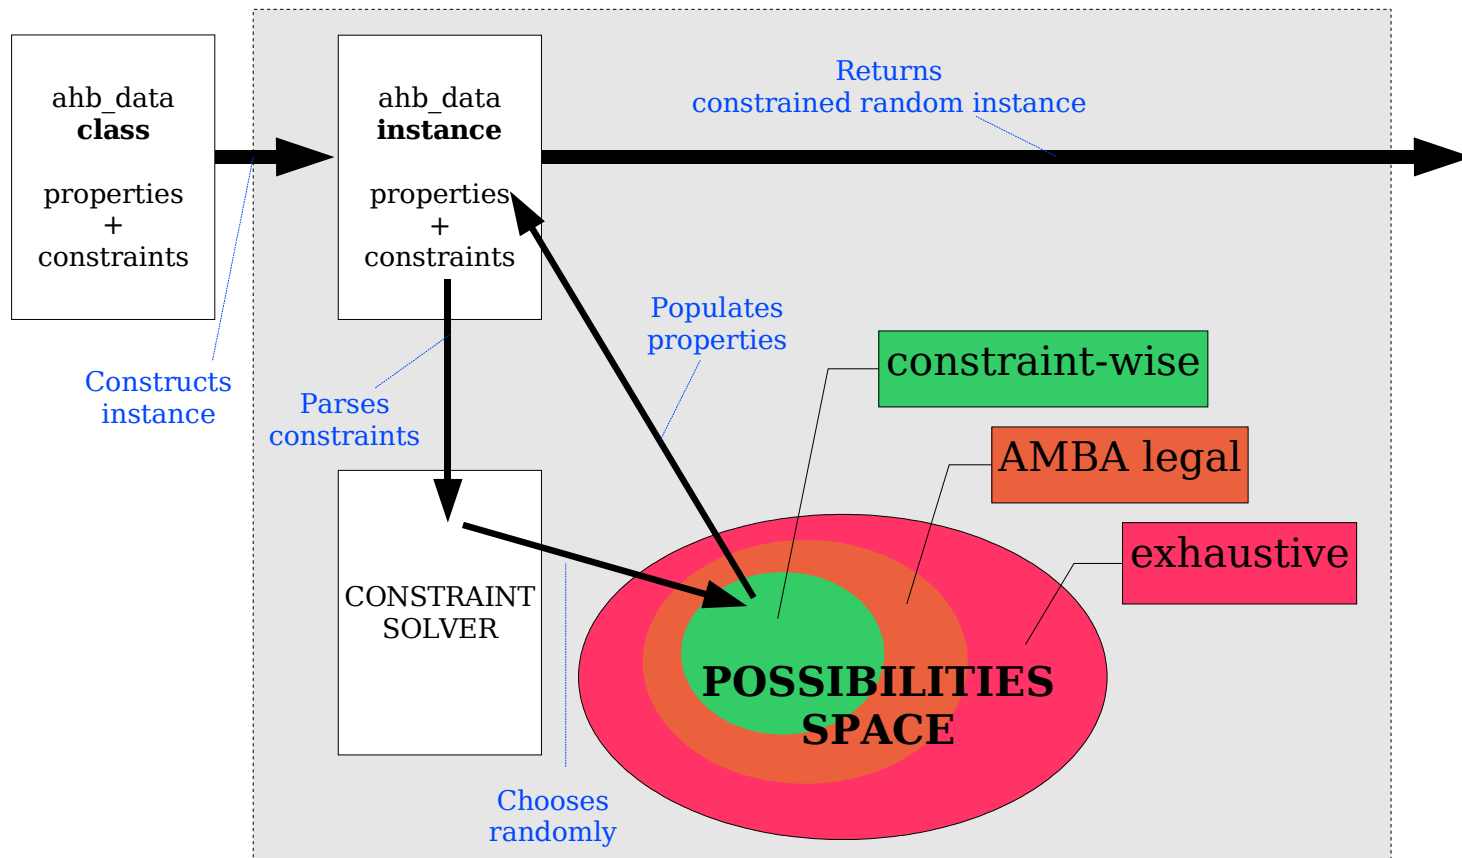 ahb_data
class
properties
+
constraints
ahb_data
instance
properties
+
constraints
Returns
constrained random instance
Constructs
instance
Parses
constraints
Populates
properties
constraint-wise
AMBA legal
exhaustive
CONSTRAINT
SOLVER
POSSIBILITIES
SPACE
Chooses
randomly